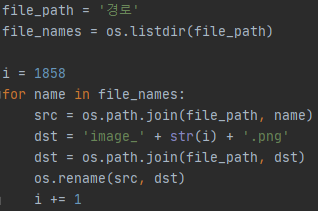 file_path = '경로'
file_names = os.listdir(file_path)
i = 1858
for name in file_names:
    src = os.path.join(file_path, name)
    dst = 'image_' + str(i) + '.png'
    dst = os.path.join(file_path, dst)
    os.rename(src, dst)
    i += 1